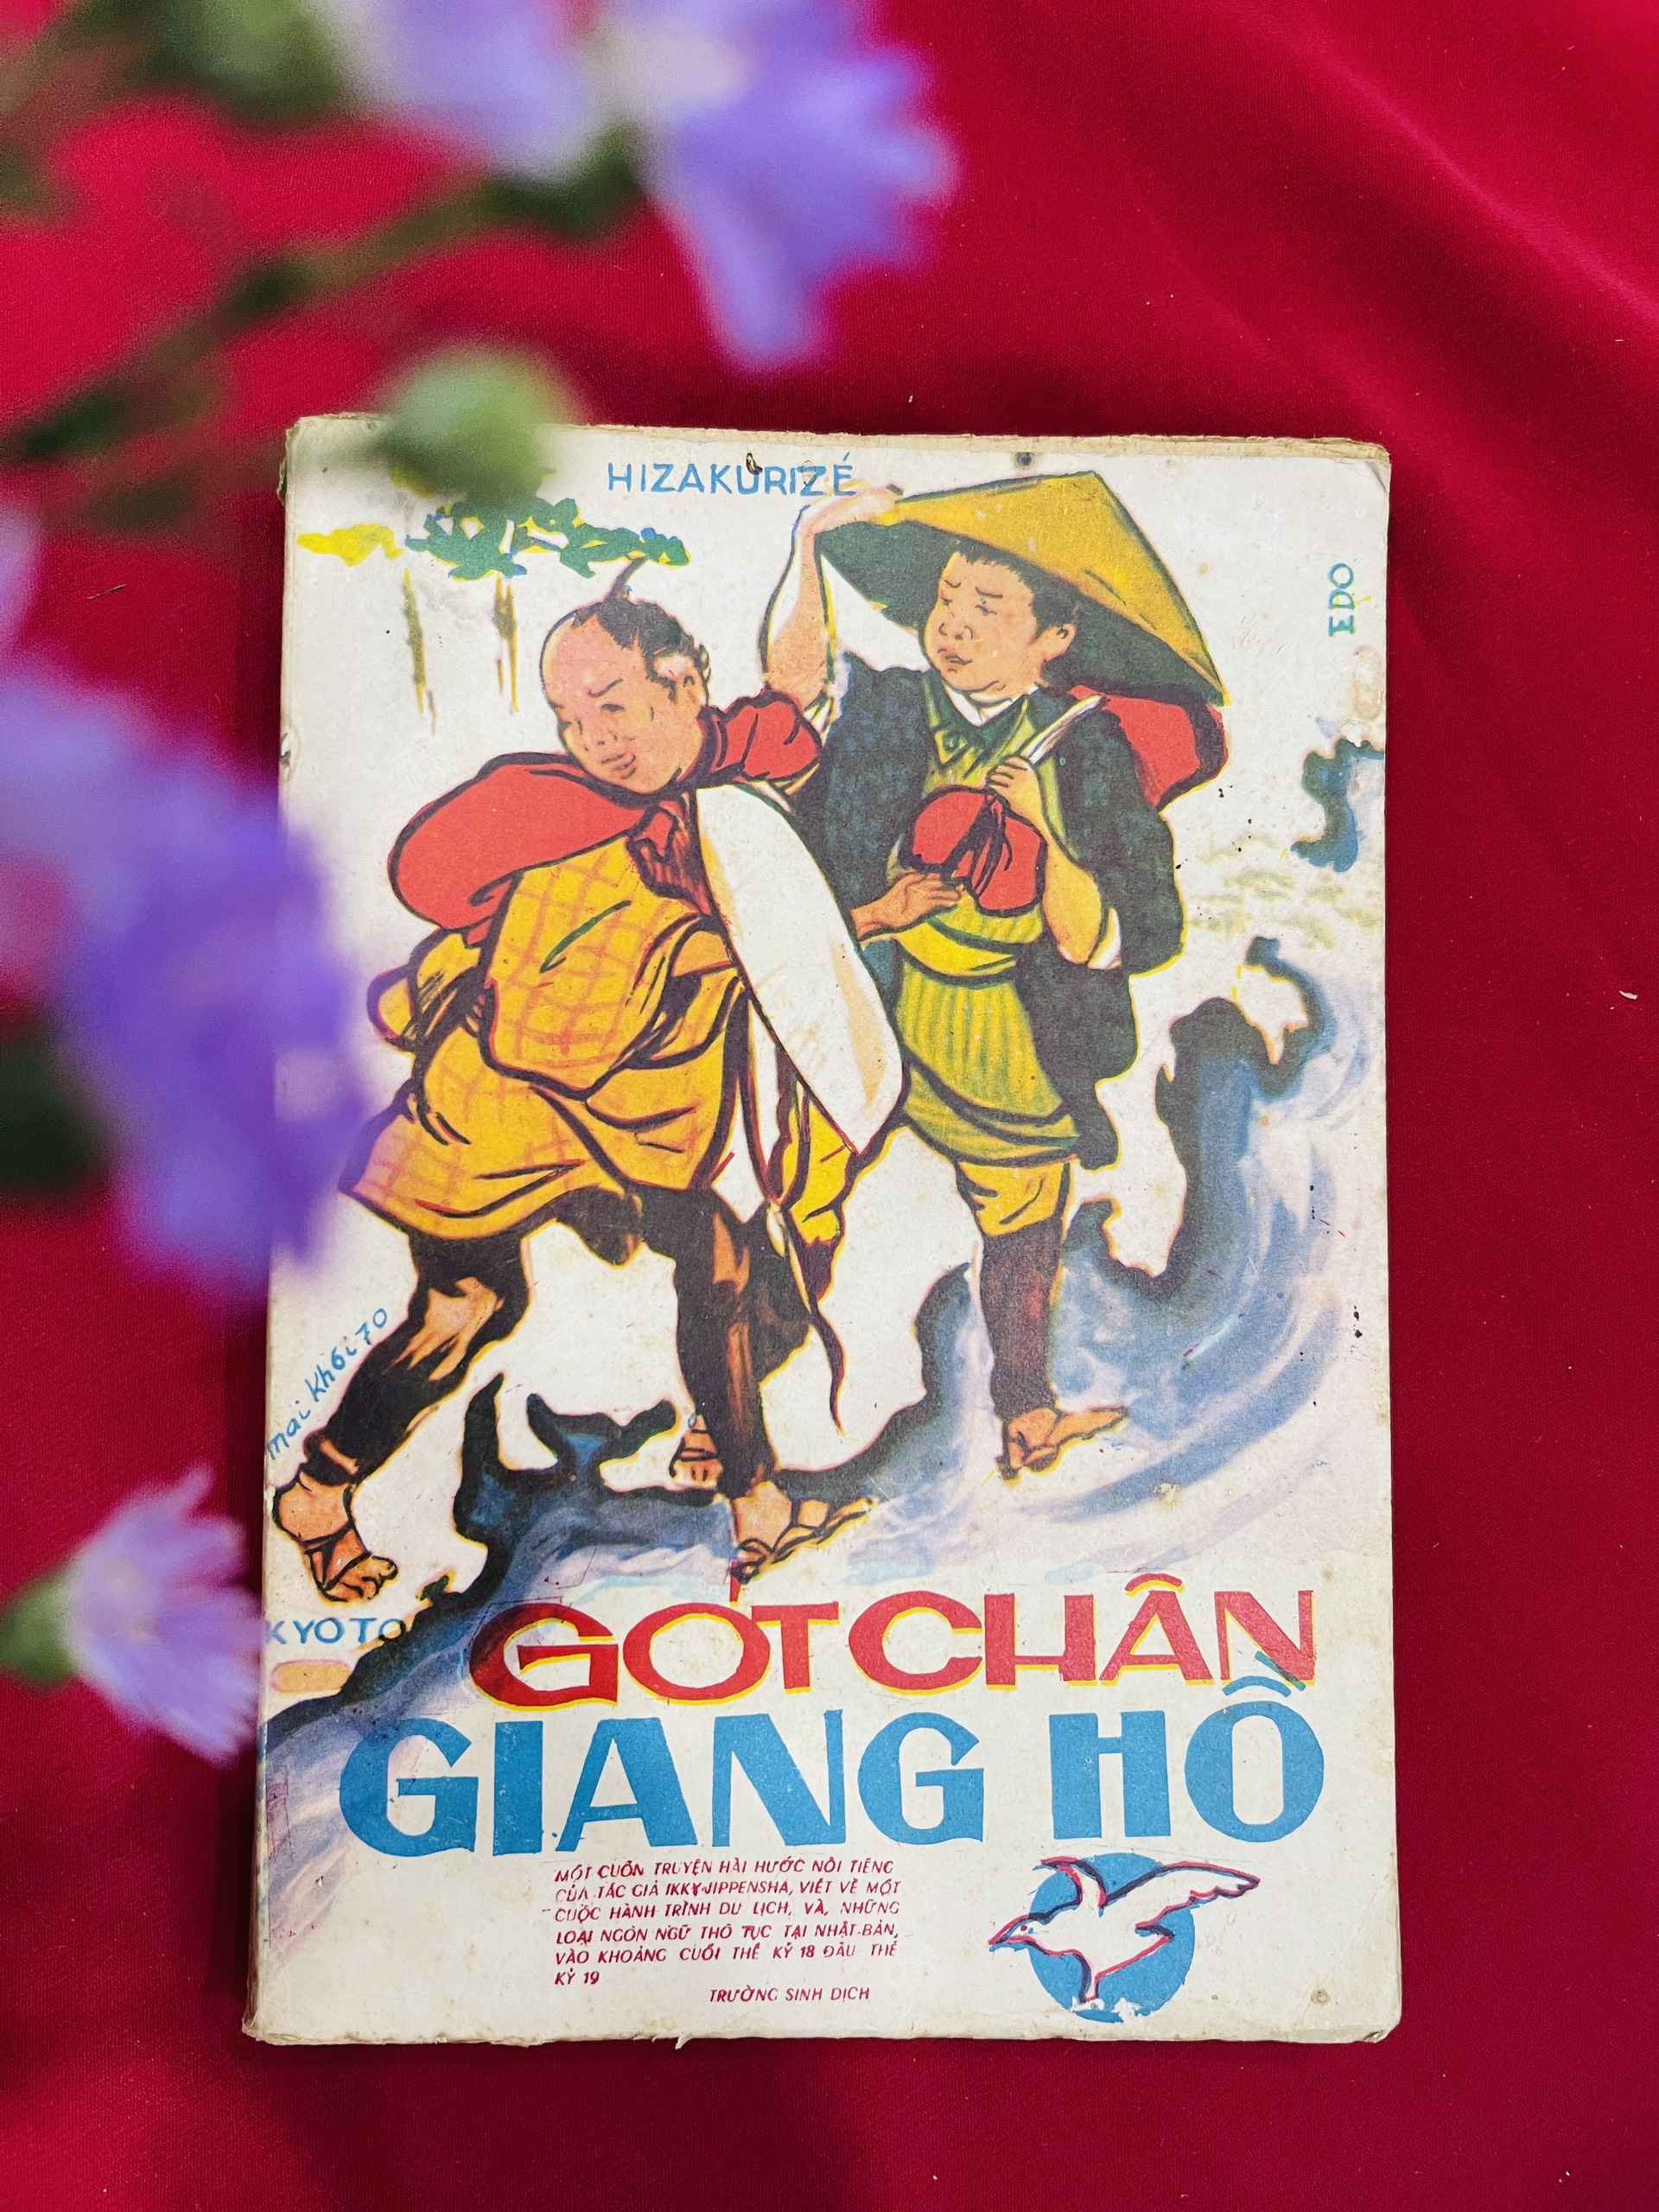 HIZAKURIZÉ
EDO
mai khôi 70
KYOTO
GÓT CHÂN
GIANG HỒ
MỘT CUỐN TRUYỆN HÀI HƯỚC NỔI TIẾNG
CỦA TÁC GIẢ IKKY JIPPENSHA, VIẾT VỀ MỘT
CUỘC HÀNH TRÌNH DU LỊCH, VÀ, NHỮNG
LOẠI NGÔN NGỮ THÔ TỤC TẠI NHẬT-BẢN,
VÀO KHOẢNG CUỐI THẾ KỶ 18 ĐẦU THẾ
KỶ 19
TRƯỜNG SINH DỊCH